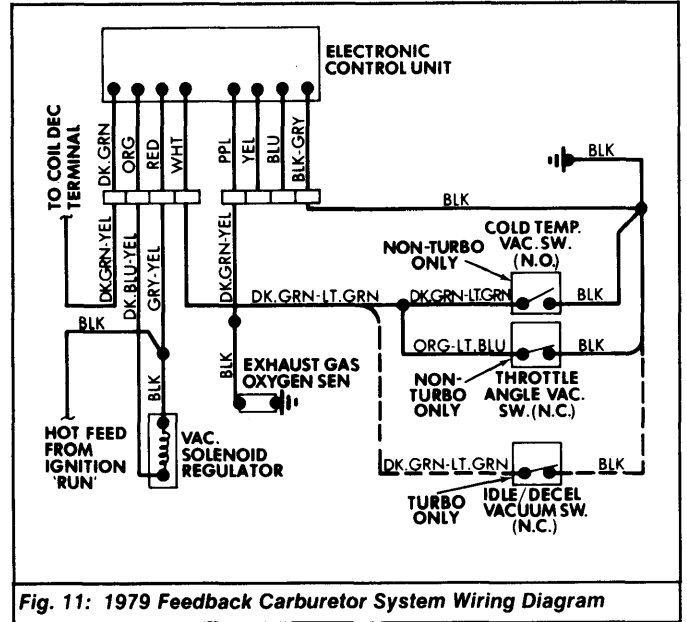 ELECTRONIC
CONTROL UNIT
TO COIL DEC
TERMINAL
DK.GRN
ORG
RED
WHT
PPL
YEL
BLU
BLK-GRY
BLK
BLK
DK.GRN-YEL
DK.BLU-YEL
GRY-YEL
DK.GRN-YEL
COLD TEMP.
VAC. SW.
(N.O.)
NON-TURBO
ONLY
DK.GRN-LT.GRN
DK.GRN-LT.GRN
BLK
BLK
ORG-LT.BLU
BLK
BLK
BLK
EXHAUST GAS
OXYGEN SEN
NON-
TURBO
ONLY
THROTTLE
ANGLE VAC.
SW.(N.C.)
HOT FEED
FROM
IGNITION
'RUN'
VAC.
SOLENOID
REGULATOR
DK.GRN-LT.GRN
BLK
TURBO
ONLY
IDLE/DECEL
VACUUM SW.
(N.C.)
Fig. 11: 1979 Feedback Carburetor System Wiring Diagram